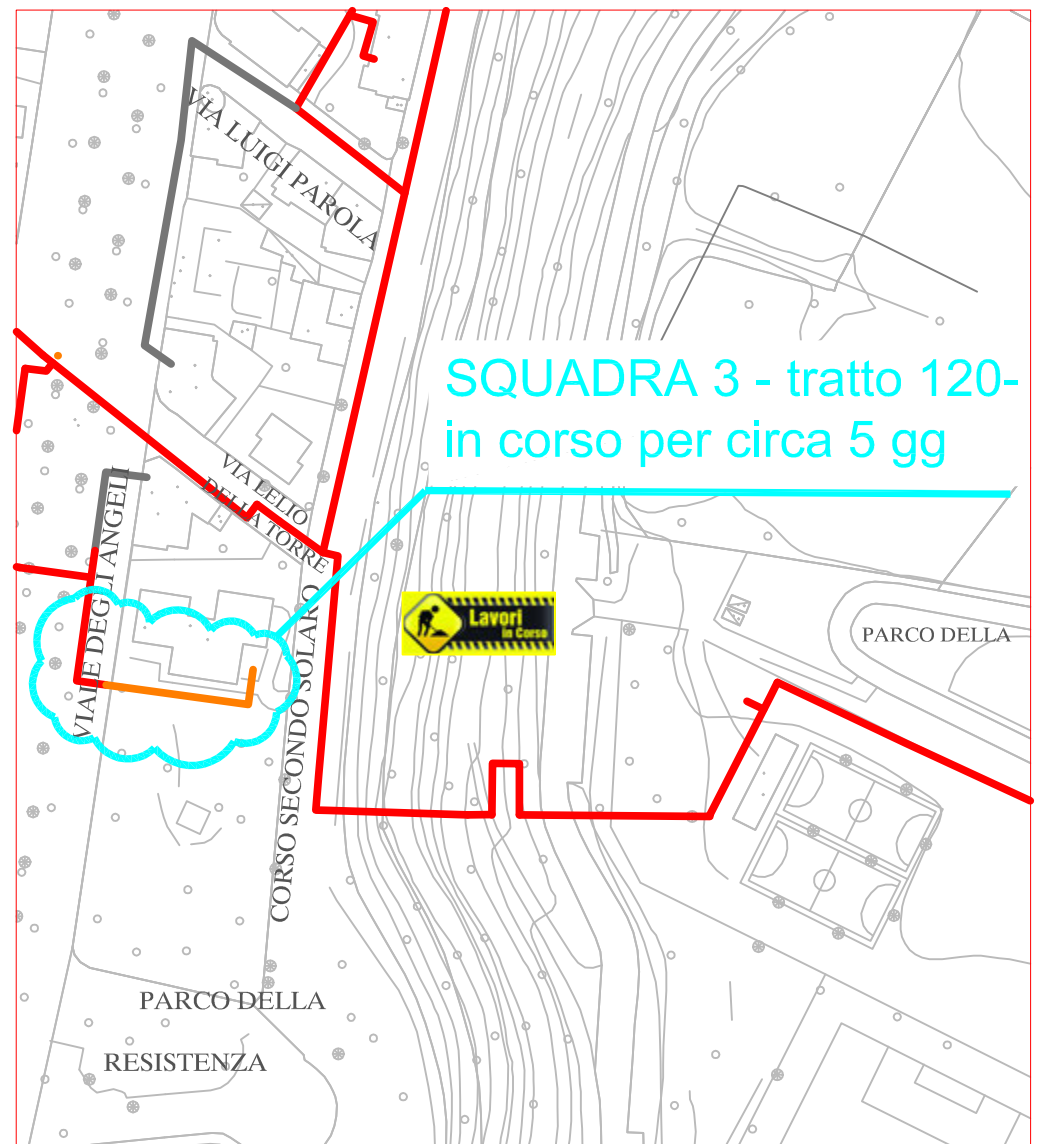 VIA LUIGI PAROLA
SQUADRA 3 - tratto 120-
in corso per circa 5 gg
VIA LELIO
DELLA TORRE
VIALE DEGLI ANGELI
CORSO SECONDO SOLARO
Lavori
in Corso
PARCO DELLA
PARCO DELLA
RESISTENZA